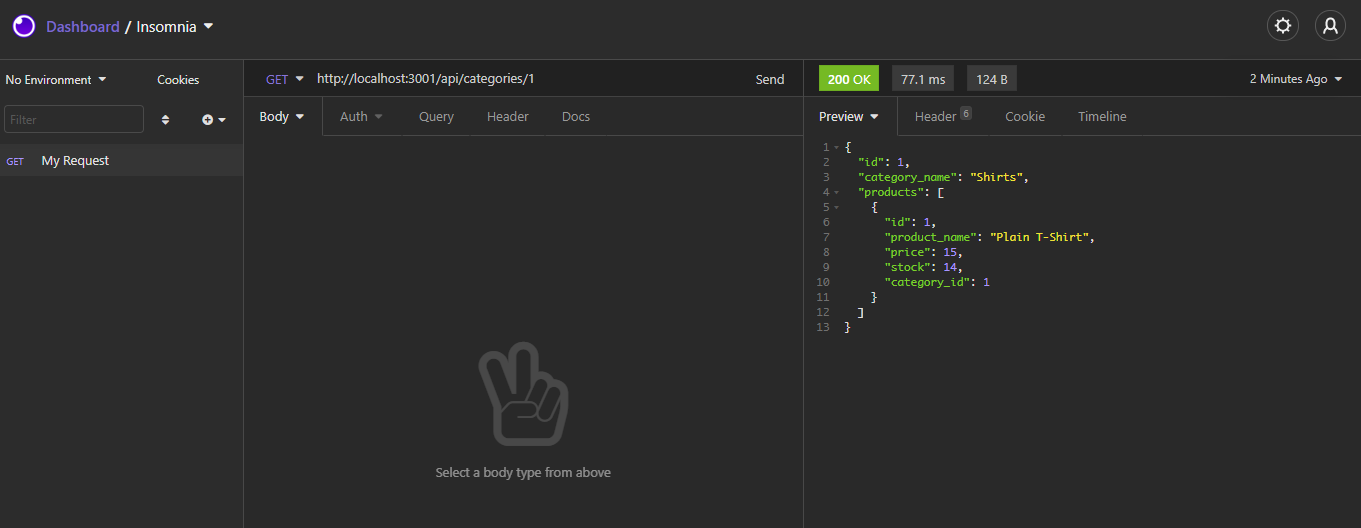 Dashboard / Insomnia
No Environment Cookies
GET http://localhost:3001/api/categories/1 Send
200 OK 77.1 ms 124 B 2 Minutes Ago
Filter
Body Auth Query Header Docs
Preview Header 6 Cookie Timeline
GET My Request
1 {
2 "id": 1,
3 "category_name": "Shirts",
4 "products": [
5 {
6 "id": 1,
7 "product_name": "Plain T-Shirt",
8 "price": 15,
9 "stock": 14,
10 "category_id": 1
11 }
12 ]
13 }
Select a body type from above